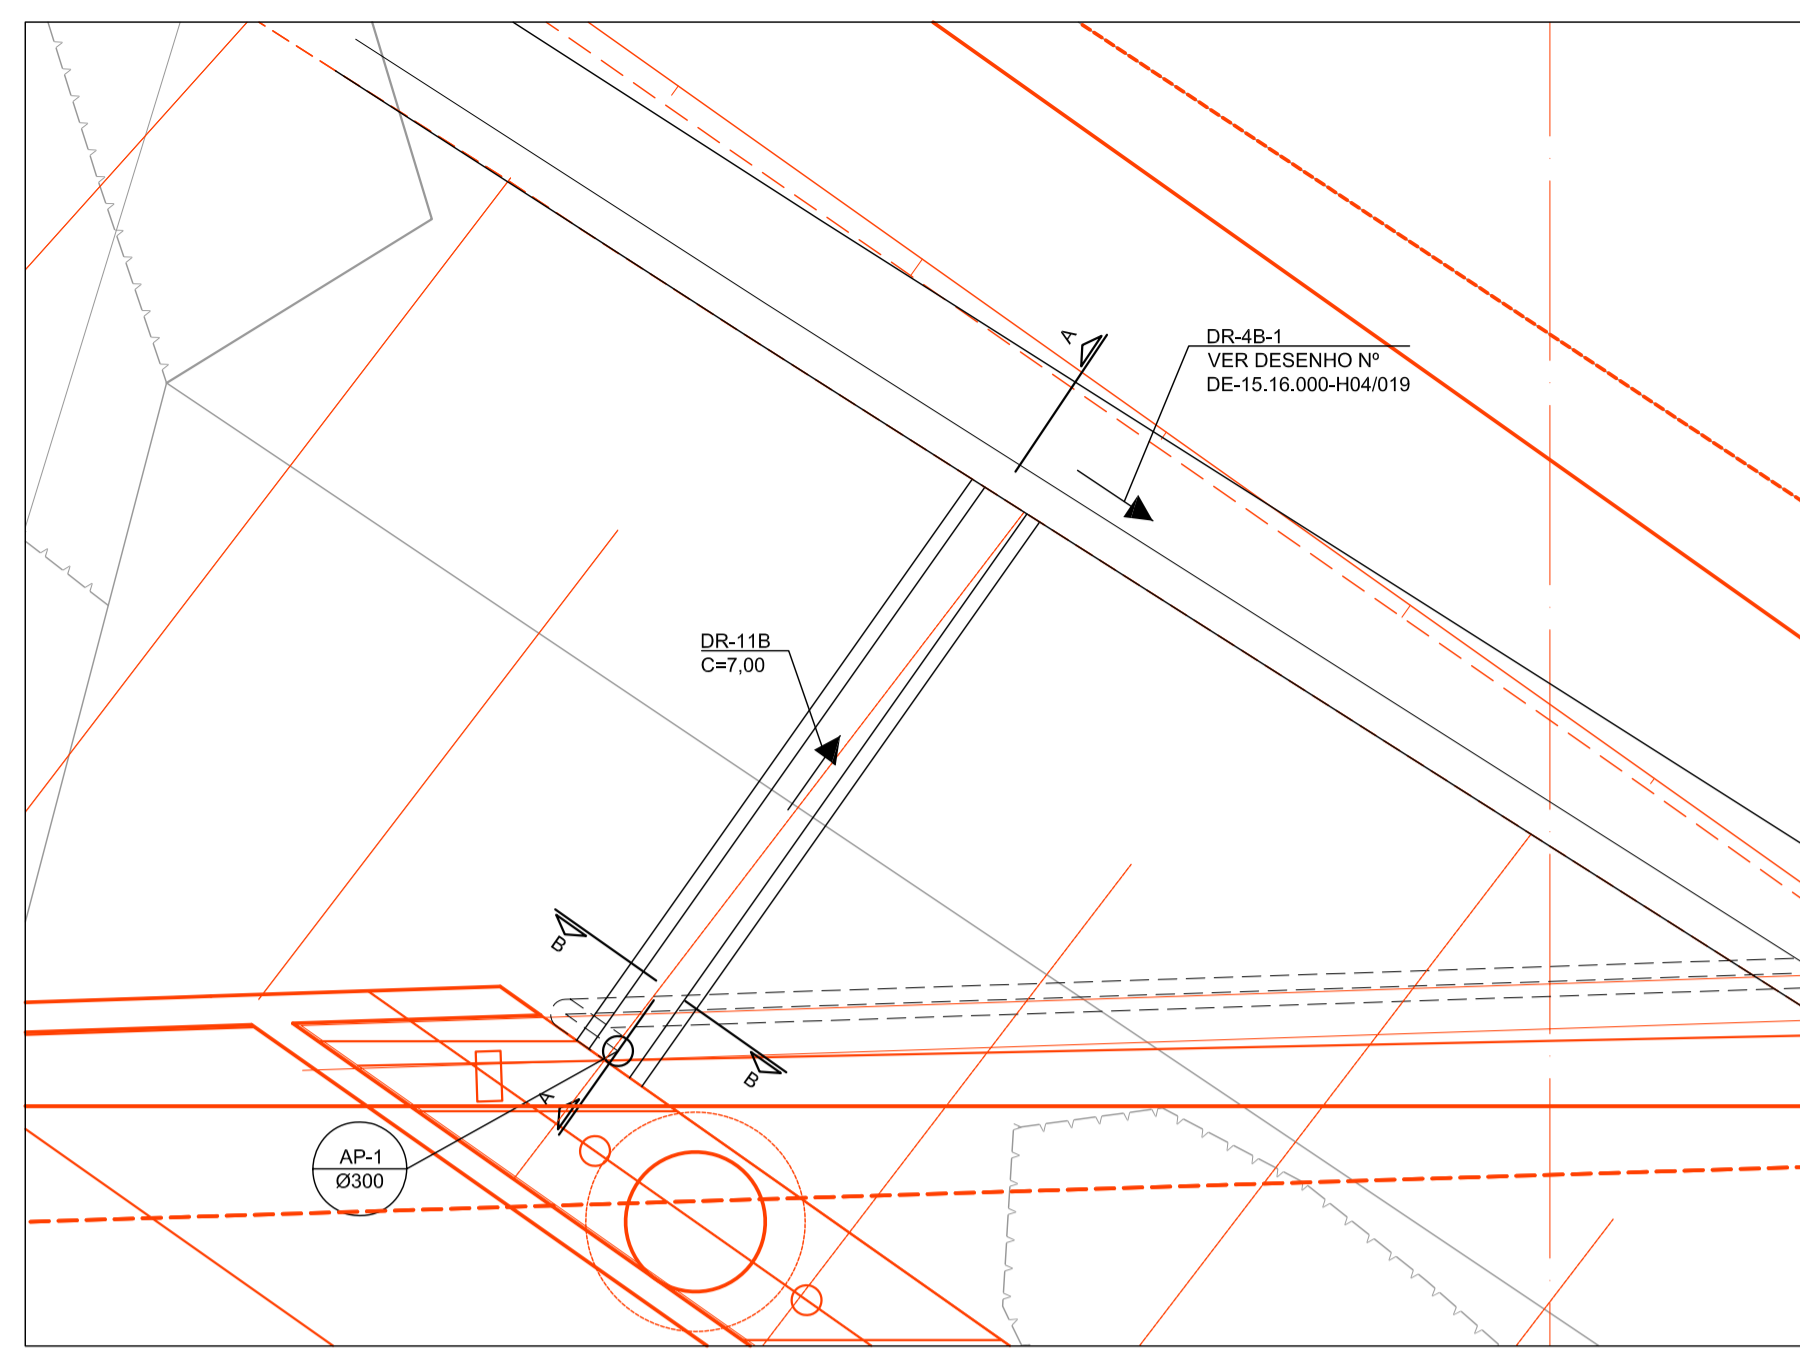 A
DR-4B-1
VER DESENHO Nº
DE-15.16.000-H04/019
DR-11B
C=7,00
B
B
A
AP-1
Ø300